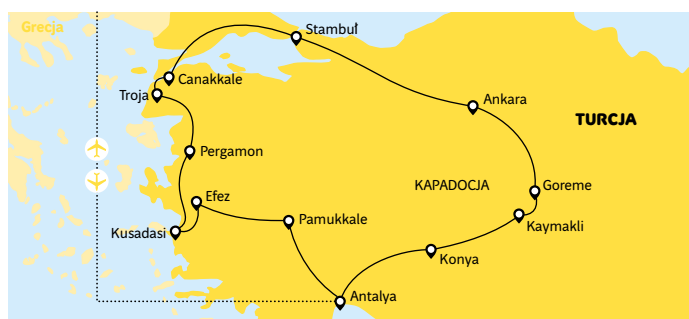 Grecja
Stambuł
Canakkale
Troja
Ankara
TURCJA
Pergamon
KAPADOCJA
Goreme
Efez
Pamukkale
Kaymakli
Kusadasi
Konya
Antalya